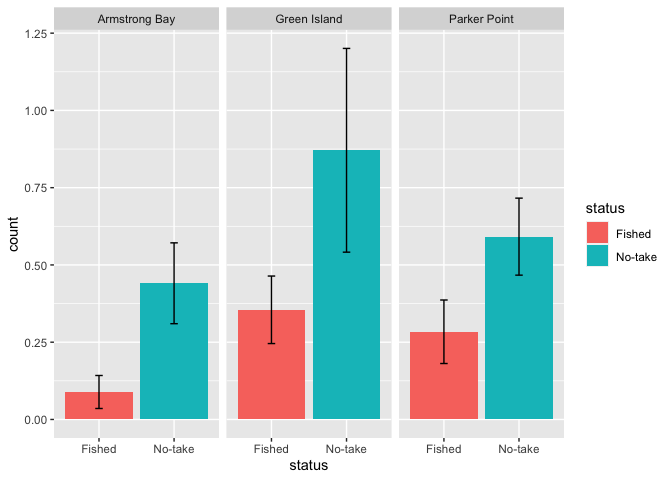 Armstrong Bay Green Island Parker Point
1.25
1.00
0.75
0.50
0.25
0.00
count
Fished No-take Fished No-take Fished No-take
status
status
Fished
No-take